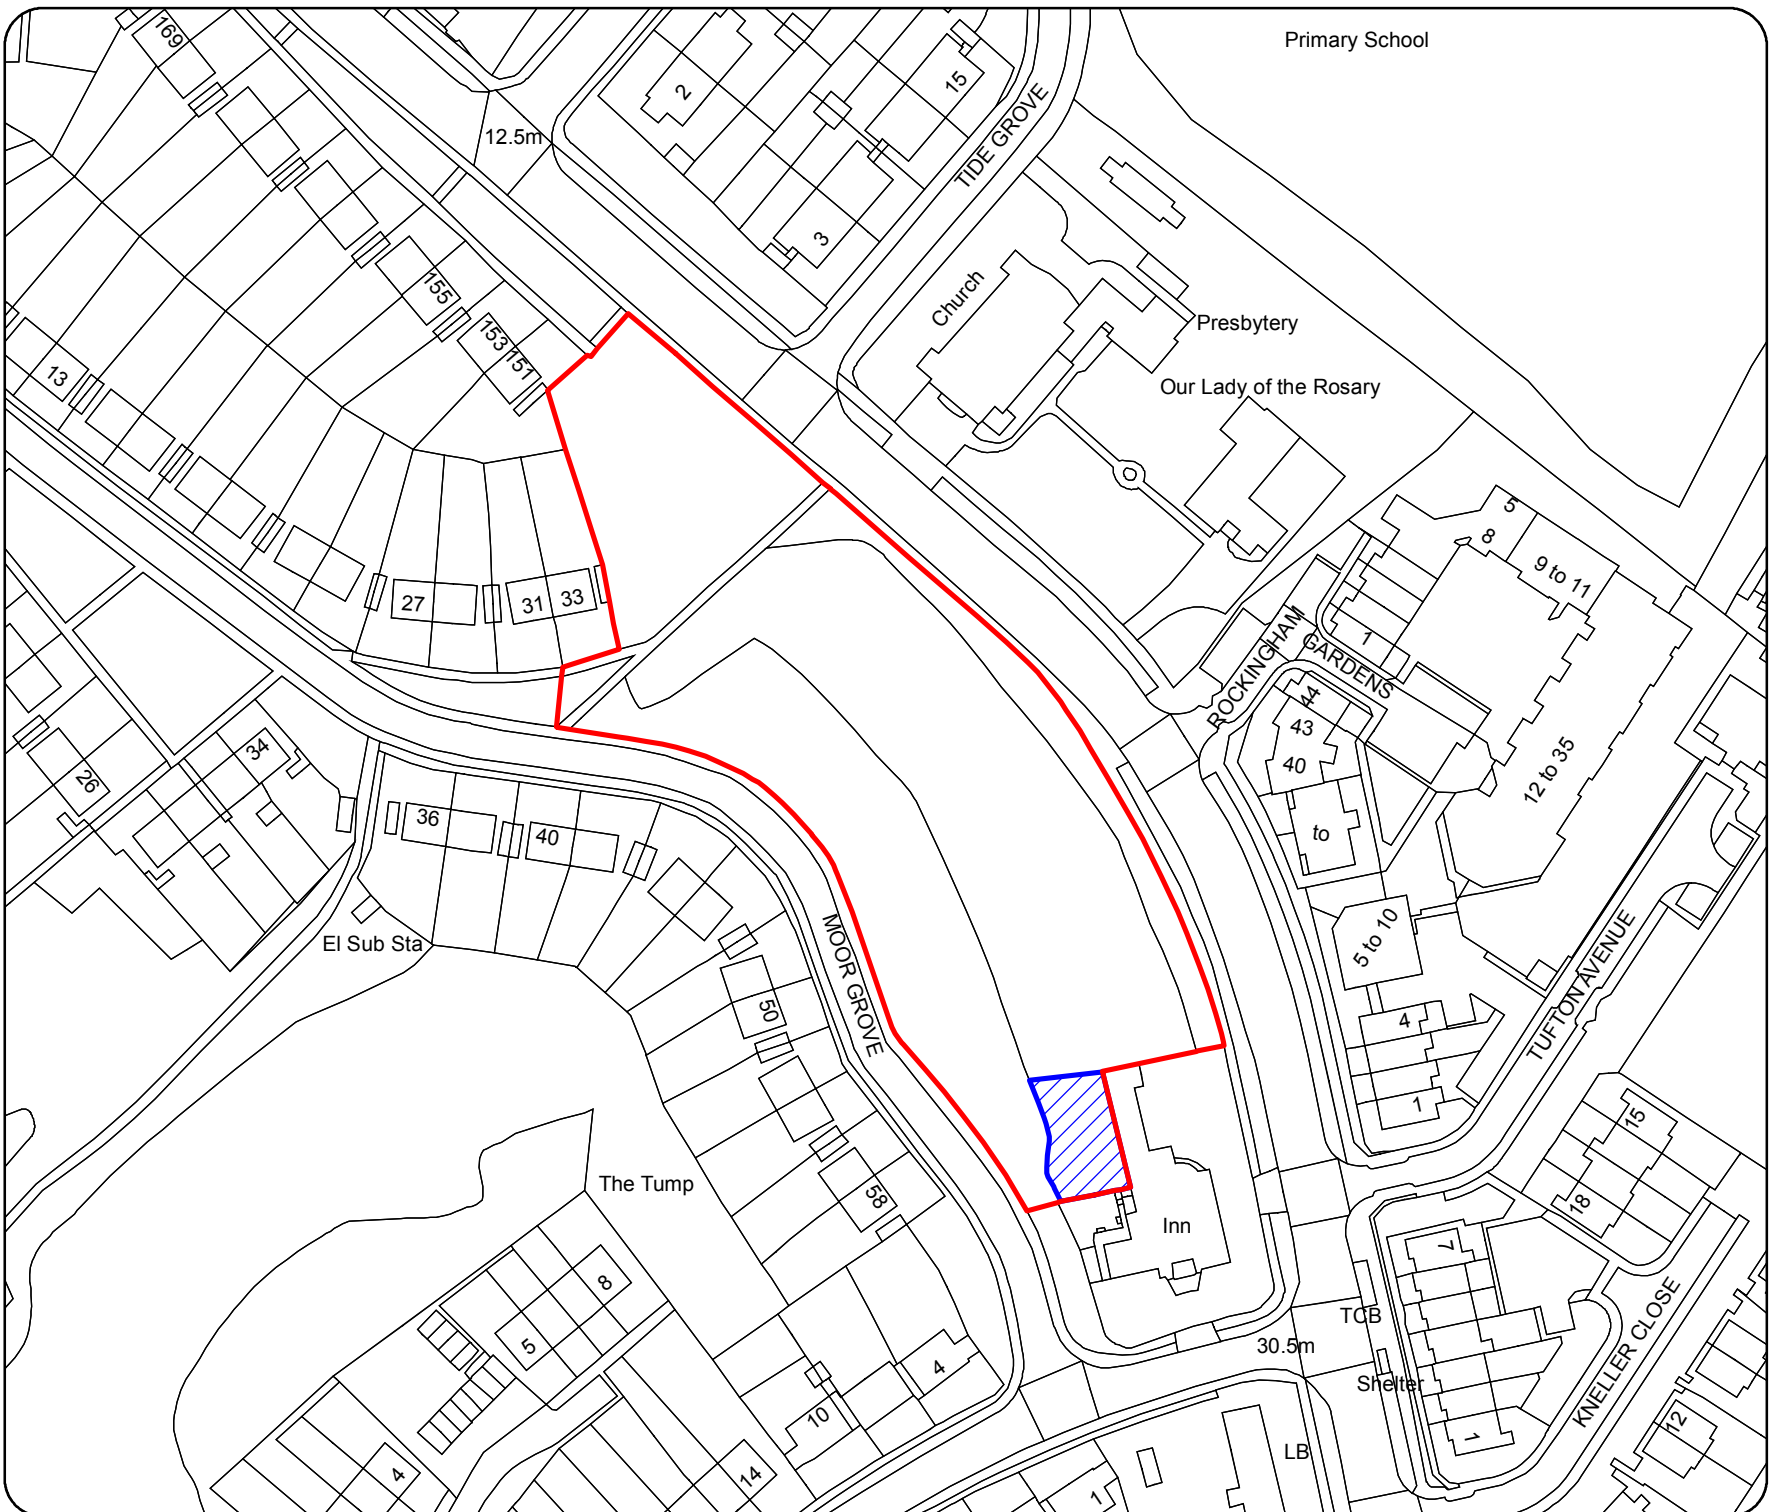 Primary School
169
2
15
12.5m
TIDE GROVE
3
155
Church
153
151
Presbytery
13
Our Lady of the Rosary
5
8
9 to 11
27
31
33
1
ROCKINGHAM
GARDENS
44
43
40
12 to 35
34
26
36
40
to
El Sub Sta
MOOR GROVE
5 to 10
TUFTON AVENUE
50
4
1
15
The Tump
58
18
Inn
7
8
5
TCB
30.5m
KNELLER CLOSE
4
Shelter
10
12
1
LB
4
14
1